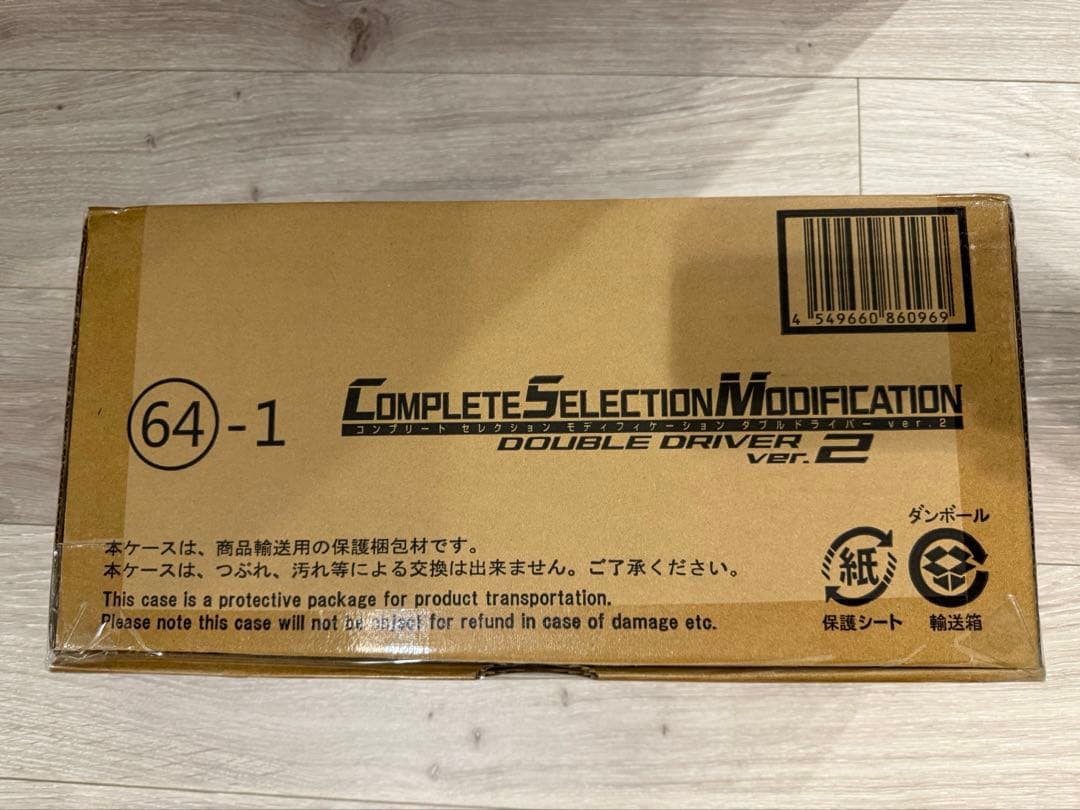 4 549660 860969
64-1
COMPLETE SELECTION MODIFICATION
コンプリート セレクション モディフィケーション ダブルドライバー ver.2
DOUBLE DRIVER
ver.2
本ケースは、商品輸送用の保護梱包材です。
本ケースは、つぶれ、汚れ等による交換は出来ません。ご了承ください。
This case is a protective package for product transportation.
Please note this case will not be object for refund in case of damage etc.
紙
保護シート
ダンボール
輸送箱